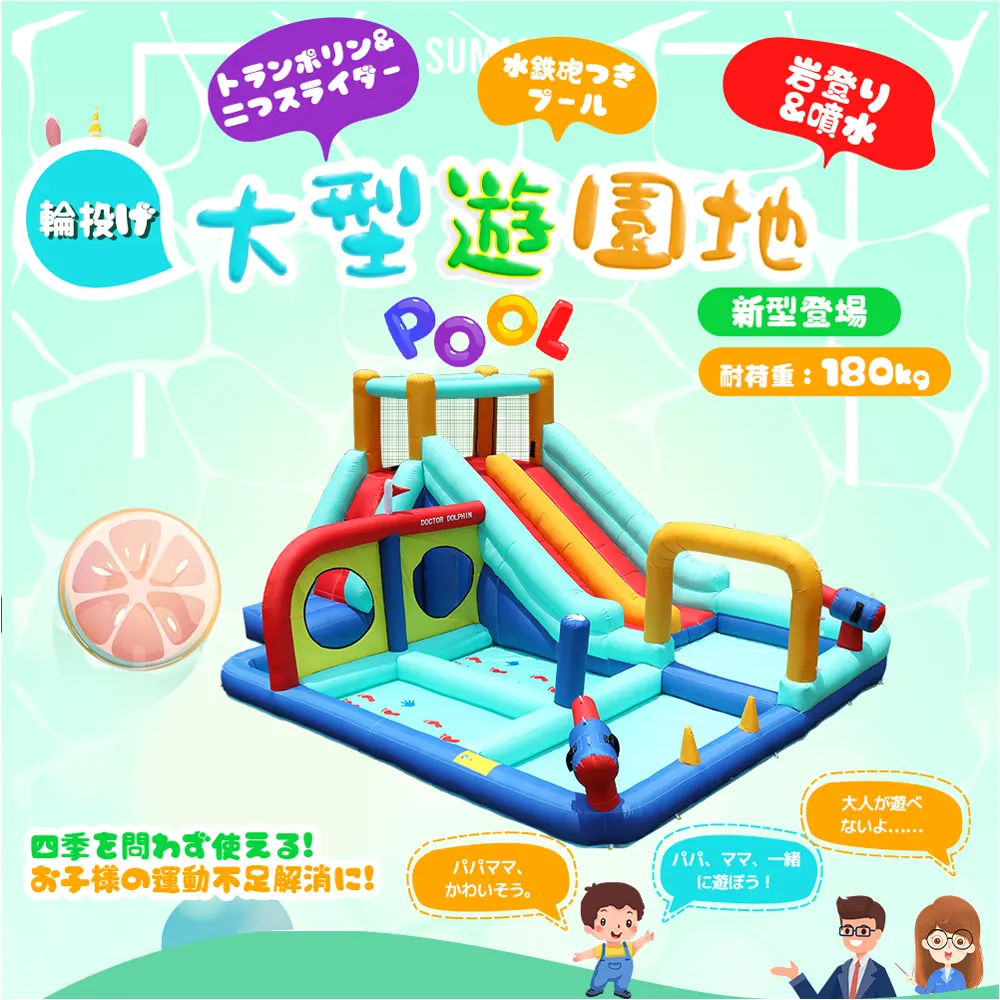 トランポリン&
二つスライダー
水鉄砲つき
プール
岩登り
&噴水
輪投げ
大型遊園地
POOL
新型登場
耐荷重：180kg
DOCTOR DOLPHIN
四季を問わず使える!
お子様の運動不足解消に!
パパママ、
かわいそう。
パパ、ママ、一緒
に遊ぼう！
大人が遊べ
ないよ……